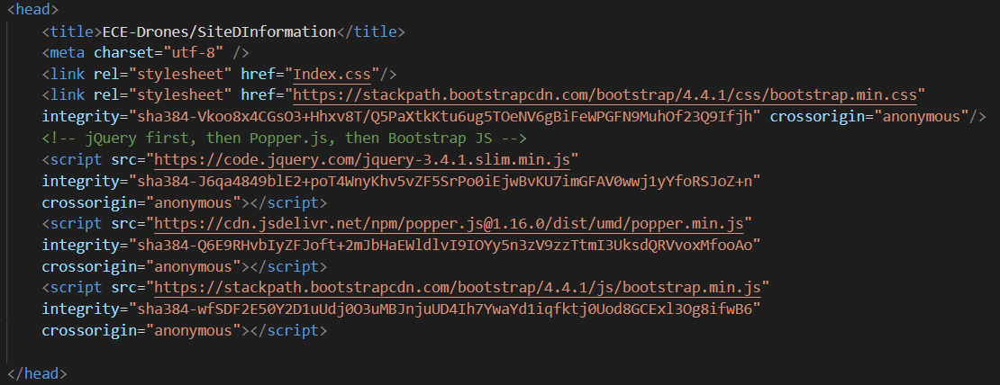 <head>
<title>ECE-Drones/SiteDInformation</title>
<meta charset="utf-8" />
<link rel="stylesheet" href="Index.css"/>
<link rel="stylesheet" href="https://stackpath.bootstrapcdn.com/bootstrap/4.4.1/css/bootstrap.min.css"
integrity="sha384-Vkoo8x4CGsO3+Hhxv8T/Q5PaXtkKtu6ug5TOeNV6gBiFeWPGFN9MuhOf23Q9Ifjh" crossorigin="anonymous"/>
<!-- jQuery first, then Popper.js, then Bootstrap JS -->
<script src="https://code.jquery.com/jquery-3.4.1.slim.min.js"
integrity="sha384-J6qa4849blE2+poT4WnyKhv5vZF5SrPo0iEjwBvKU7imGFAV0wwj1yYfoRSJoZ+n"
crossorigin="anonymous"></script>
<script src="https://cdn.jsdelivr.net/npm/popper.js@1.16.0/dist/umd/popper.min.js"
integrity="sha384-Q6E9RHvbIyZFJoft+2mJbHaEWldlvI9IOYy5n3zV9zzTtmI3UksdQRVvoxMfooAo"
crossorigin="anonymous"></script>
<script src="https://stackpath.bootstrapcdn.com/bootstrap/4.4.1/js/bootstrap.min.js"
integrity="sha384-wfSDF2E50Y2D1uUdj0O3uMBJnjuUD4Ih7YwaYd1iqfktj0Uod8GCExl3Og8ifwB6"
crossorigin="anonymous"></script>
</head>